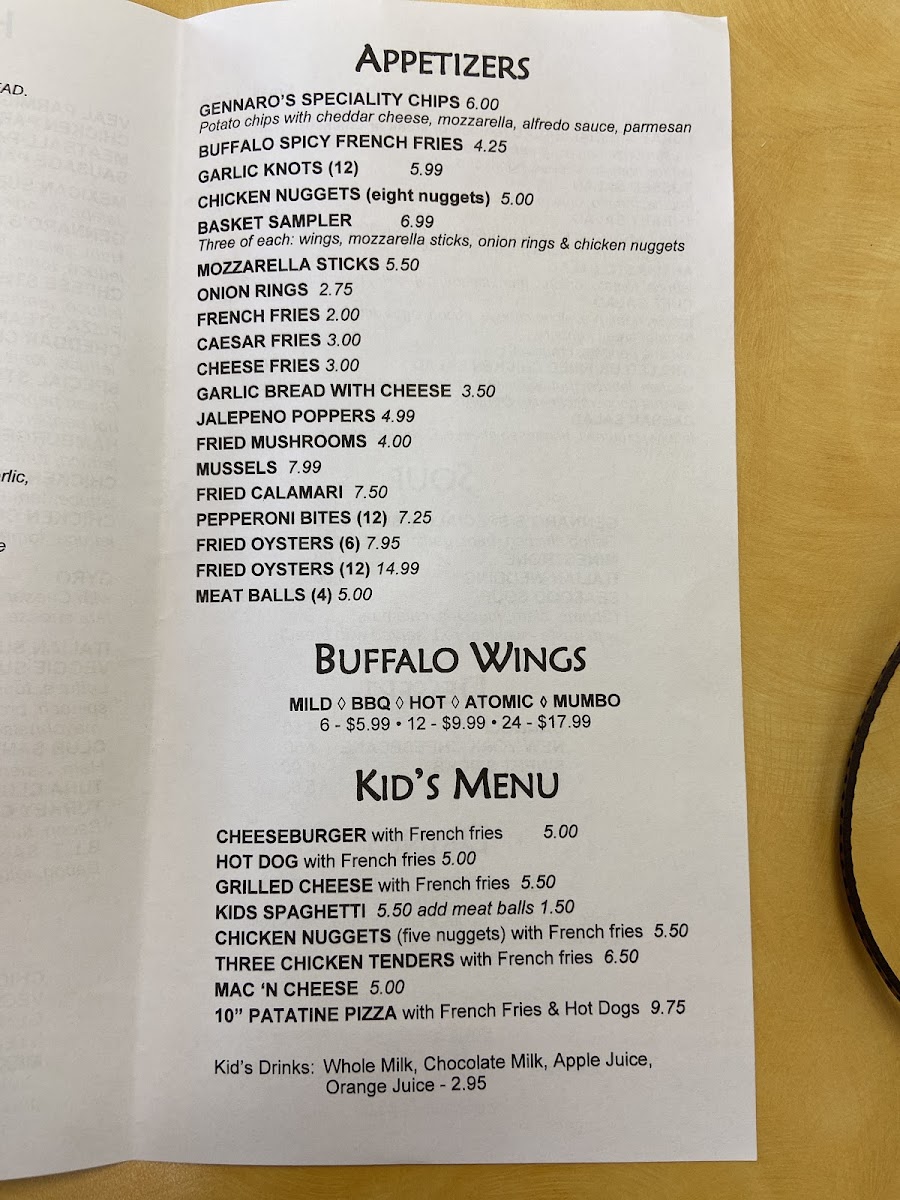 AD.
rlic,
e
APPETIZERS
GENNARO'S SPECIALITY CHIPS 6.00
Potato chips with cheddar cheese, mozzarella, alfredo sauce, parmesan
BUFFALO SPICY FRENCH FRIES 4.25
GARLIC KNOTS (12) 5.99
CHICKEN NUGGETS (eight nuggets) 5.00
BASKET SAMPLER 6.99
Three of each: wings, mozzarella sticks, onion rings & chicken nuggets
MOZZARELLA STICKS 5.50
ONION RINGS 2.75
FRENCH FRIES 2.00
CAESAR FRIES 3.00
CHEESE FRIES 3.00
GARLIC BREAD WITH CHEESE 3.50
JALEPENO POPPERS 4.99
FRIED MUSHROOMS 4.00
MUSSELS 7.99
FRIED CALAMARI 7.50
PEPPERONI BITES (12) 7.25
FRIED OYSTERS (6) 7.95
FRIED OYSTERS (12) 14.99
MEAT BALLS (4) 5.00
BUFFALO WINGS
MILD ◊ BBQ ◊ HOT ◊ ATOMIC ◊ MUMBO
6 - $5.99 • 12 - $9.99 • 24 - $17.99
KID'S MENU
CHEESEBURGER with French fries 5.00
HOT DOG with French fries 5.00
GRILLED CHEESE with French fries 5.50
KIDS SPAGHETTI 5.50 add meat balls 1.50
CHICKEN NUGGETS (five nuggets) with French fries 5.50
THREE CHICKEN TENDERS with French fries 6.50
MAC 'N CHEESE 5.00
10" PATATINE PIZZA with French Fries & Hot Dogs 9.75
Kid's Drinks: Whole Milk, Chocolate Milk, Apple Juice,
Orange Juice - 2.95